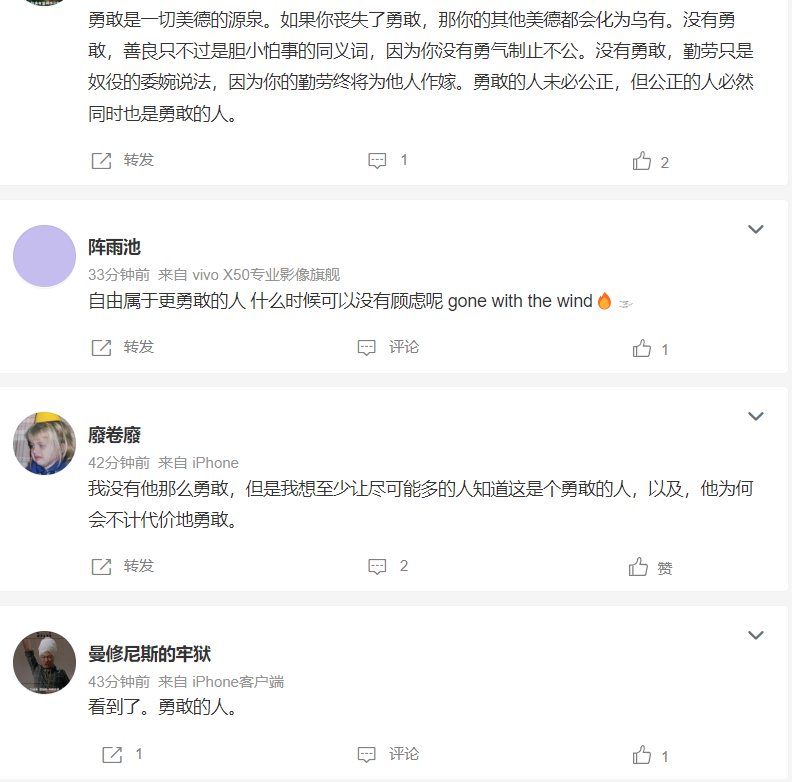 勇敢是一切美德的源泉。如果你丧失了勇敢，那你的其他美德都会化为乌有。没有勇
敢，善良只不过是胆小怕事的同义词，因为你没有勇气制止不公。没有勇敢，勤劳只是
奴役的委婉说法，因为你的勤劳终将为他人作嫁。勇敢的人未必公正，但公正的人必然
同时也是勇敢的人。
转发 1 2
阵雨池
33分钟前 来自 vivo X50专业影像旗舰
自由属于更勇敢的人 什么时候可以没有顾虑呢 gone with the wind🔥
转发 评论 1
廢卷廢
42分钟前 来自 iPhone
我没有他那么勇敢，但是我想至少让尽可能多的人知道这是个勇敢的人，以及，他为何
会不计代价地勇敢。
转发 2 赞
曼修尼斯的牢狱
43分钟前 来自 iPhone客户端
看到了。勇敢的人。
1 评论 1